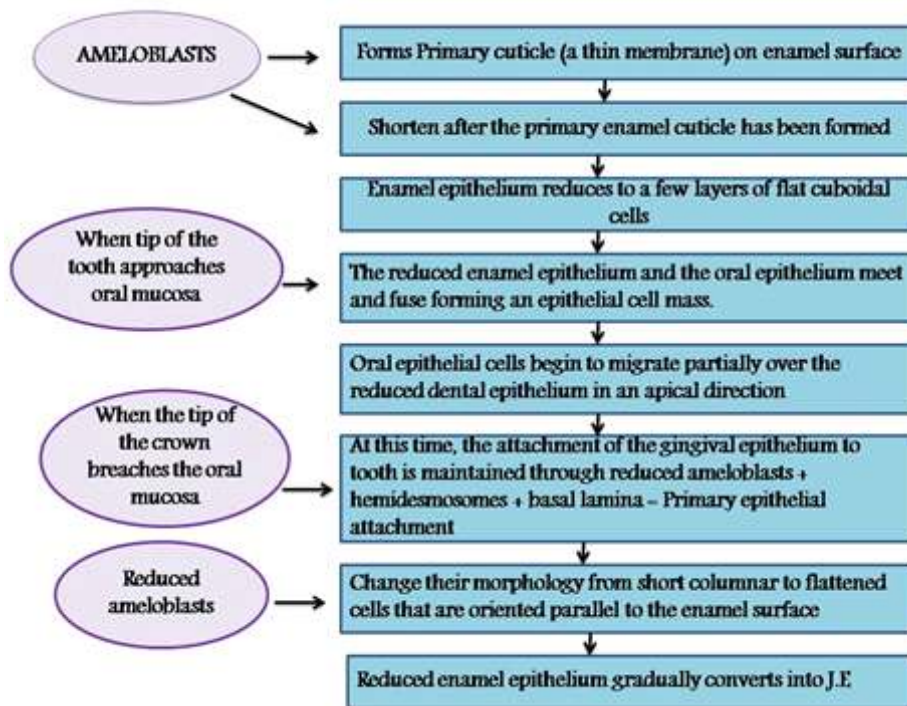 AMELOBLASTS
Forms Primary cuticle (a thin membrane) on enamel surface
Shorten after the primary enamel cuticle has been formed
Enamel epithelium reduces to a few layers of flat cuboidal
cells
When tip of the
tooth approaches
oral mucosa
The reduced enamel epithelium and the oral epithelium meet
and fuse forming an epithelial cell mass.
Oral epithelial cells begin to migrate partially over the
reduced dental epithelium in an apical direction
When the tip of
the crown
breaches the oral
mucosa
At this time, the attachment of the gingival epithelium to
tooth is maintained through reduced ameloblasts +
hemidesmosomes + basal lamina – Primary epithelial
attachment
Reduced
ameloblasts
Change their morphology from short columnar to flattened
cells that are oriented parallel to the enamel surface
Reduced enamel epithelium gradually converts into J.E